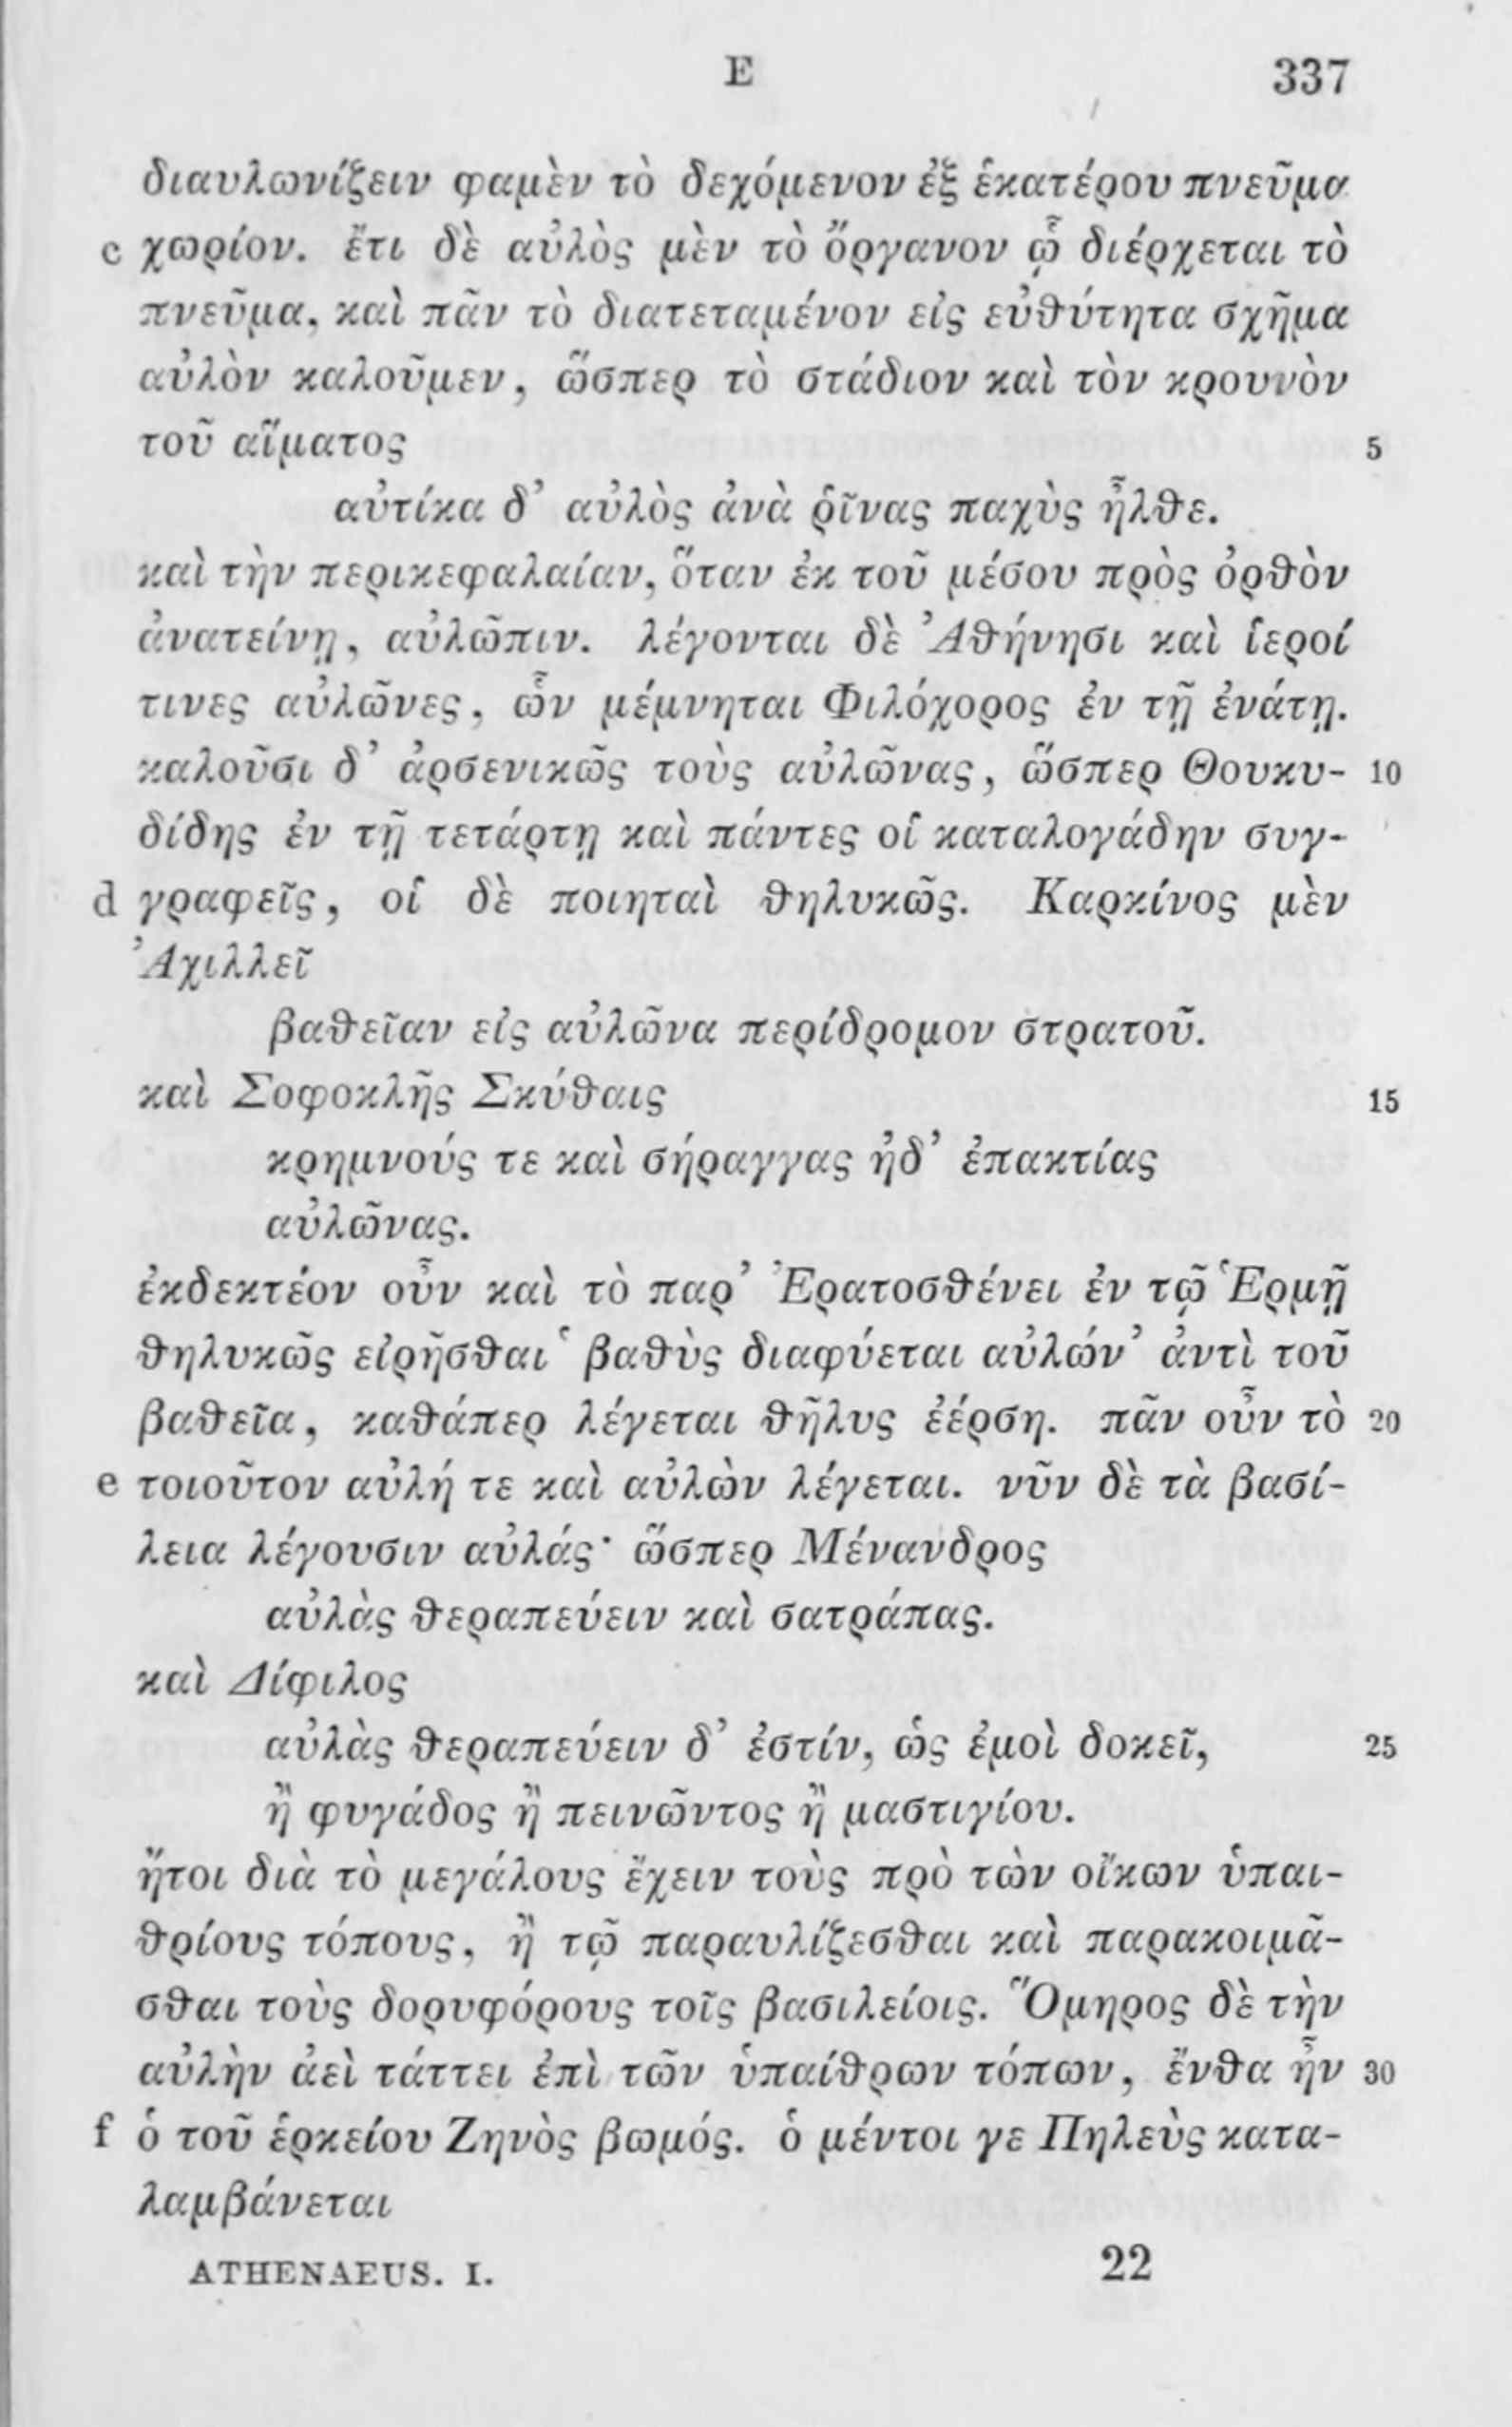 E 337
διαυλωνίζειν φαμὲν τὸ δεχόμενον ἐξ ἑκατέρου πνεῦμα
c χωρίον. ἔτι δὲ αὐλὸς μὲν τὸ ὄργανον ᾧ διέρχεται τὸ
πνεῦμα, καὶ πᾶν τὸ διατεταμένον εἰς εὐθύτητα σχῆμα
αὐλὸν καλοῦμεν, ὥσπερ τὸ στάδιον καὶ τὸν κρουνὸν
τοῦ αἵματος 5
αὐτίκα δ’ αὐλὸς ἀνὰ ῥῖνας παχὺς ἦλθε.
καὶ τὴν περικεφαλαίαν, ὅταν ἐκ τοῦ μέσου πρὸς ὀρθὸν
ἀνατείνῃ, αὐλῶπιν. λέγονται δὲ Ἀθήνησι καὶ ἱεροί
τινες αὐλῶνες, ὧν μέμνηται Φιλόχορος ἐν τῇ ἐνάτῃ.
καλοῦσι δ’ ἀρσενικῶς τοὺς αὐλῶνας, ὥσπερ Θουκυ- 10
δίδης ἐν τῇ τετάρτῃ καὶ πάντες οἱ καταλογάδην συγ-
d γραφεῖς, οἱ δὲ ποιηταὶ θηλυκῶς. Καρκίνος μὲν
Ἀχιλλεῖ
βαθεῖαν εἰς αὐλῶνα περίδρομον στρατοῦ.
καὶ Σοφοκλῆς Σκύθαις 15
κρημνούς τε καὶ σήραγγας ἠδ’ ἐπακτίας
αὐλῶνας.
ἐκδεκτέον οὖν καὶ τὸ παρ’ Ἐρατοσθένει ἐν τῷ Ἑρμῇ
θηλυκῶς εἰρῆσθαι ‘βαθὺς διαφύεται αὐλών’ ἀντὶ τοῦ
βαθεῖα, καθάπερ λέγεται θῆλυς ἐέρση. πᾶν οὖν τὸ 20
e τοιοῦτον αὐλή τε καὶ αὐλὼν λέγεται. νῦν δὲ τὰ βασί-
λεια λέγουσιν αὐλάς· ὥσπερ Μένανδρος
αὐλὰς θεραπεύειν καὶ σατράπας.
καὶ Δίφιλος
αὐλὰς θεραπεύειν δ’ ἐστίν, ὡς ἐμοὶ δοκεῖ, 25
ἢ φυγάδος ἢ πεινῶντος ἢ μαστιγίου.
ἤτοι διὰ τὸ μεγάλους ἔχειν τοὺς πρὸ τῶν οἴκων ὑπαι-
θρίους τόπους, ἢ τῷ παραυλίζεσθαι καὶ παρακοιμᾶ-
σθαι τοὺς δορυφόρους τοῖς βασιλείοις. Ὅμηρος δὲ τὴν
αὐλὴν ἀεὶ τάττει ἐπὶ τῶν ὑπαίθρων τόπων, ἔνθα ἦν 30
f ὁ τοῦ ἑρκείου Ζηνὸς βωμός. ὁ μέντοι γε Πηλεὺς κατα-
λαμβάνεται
ATHENAEUS. I. 22